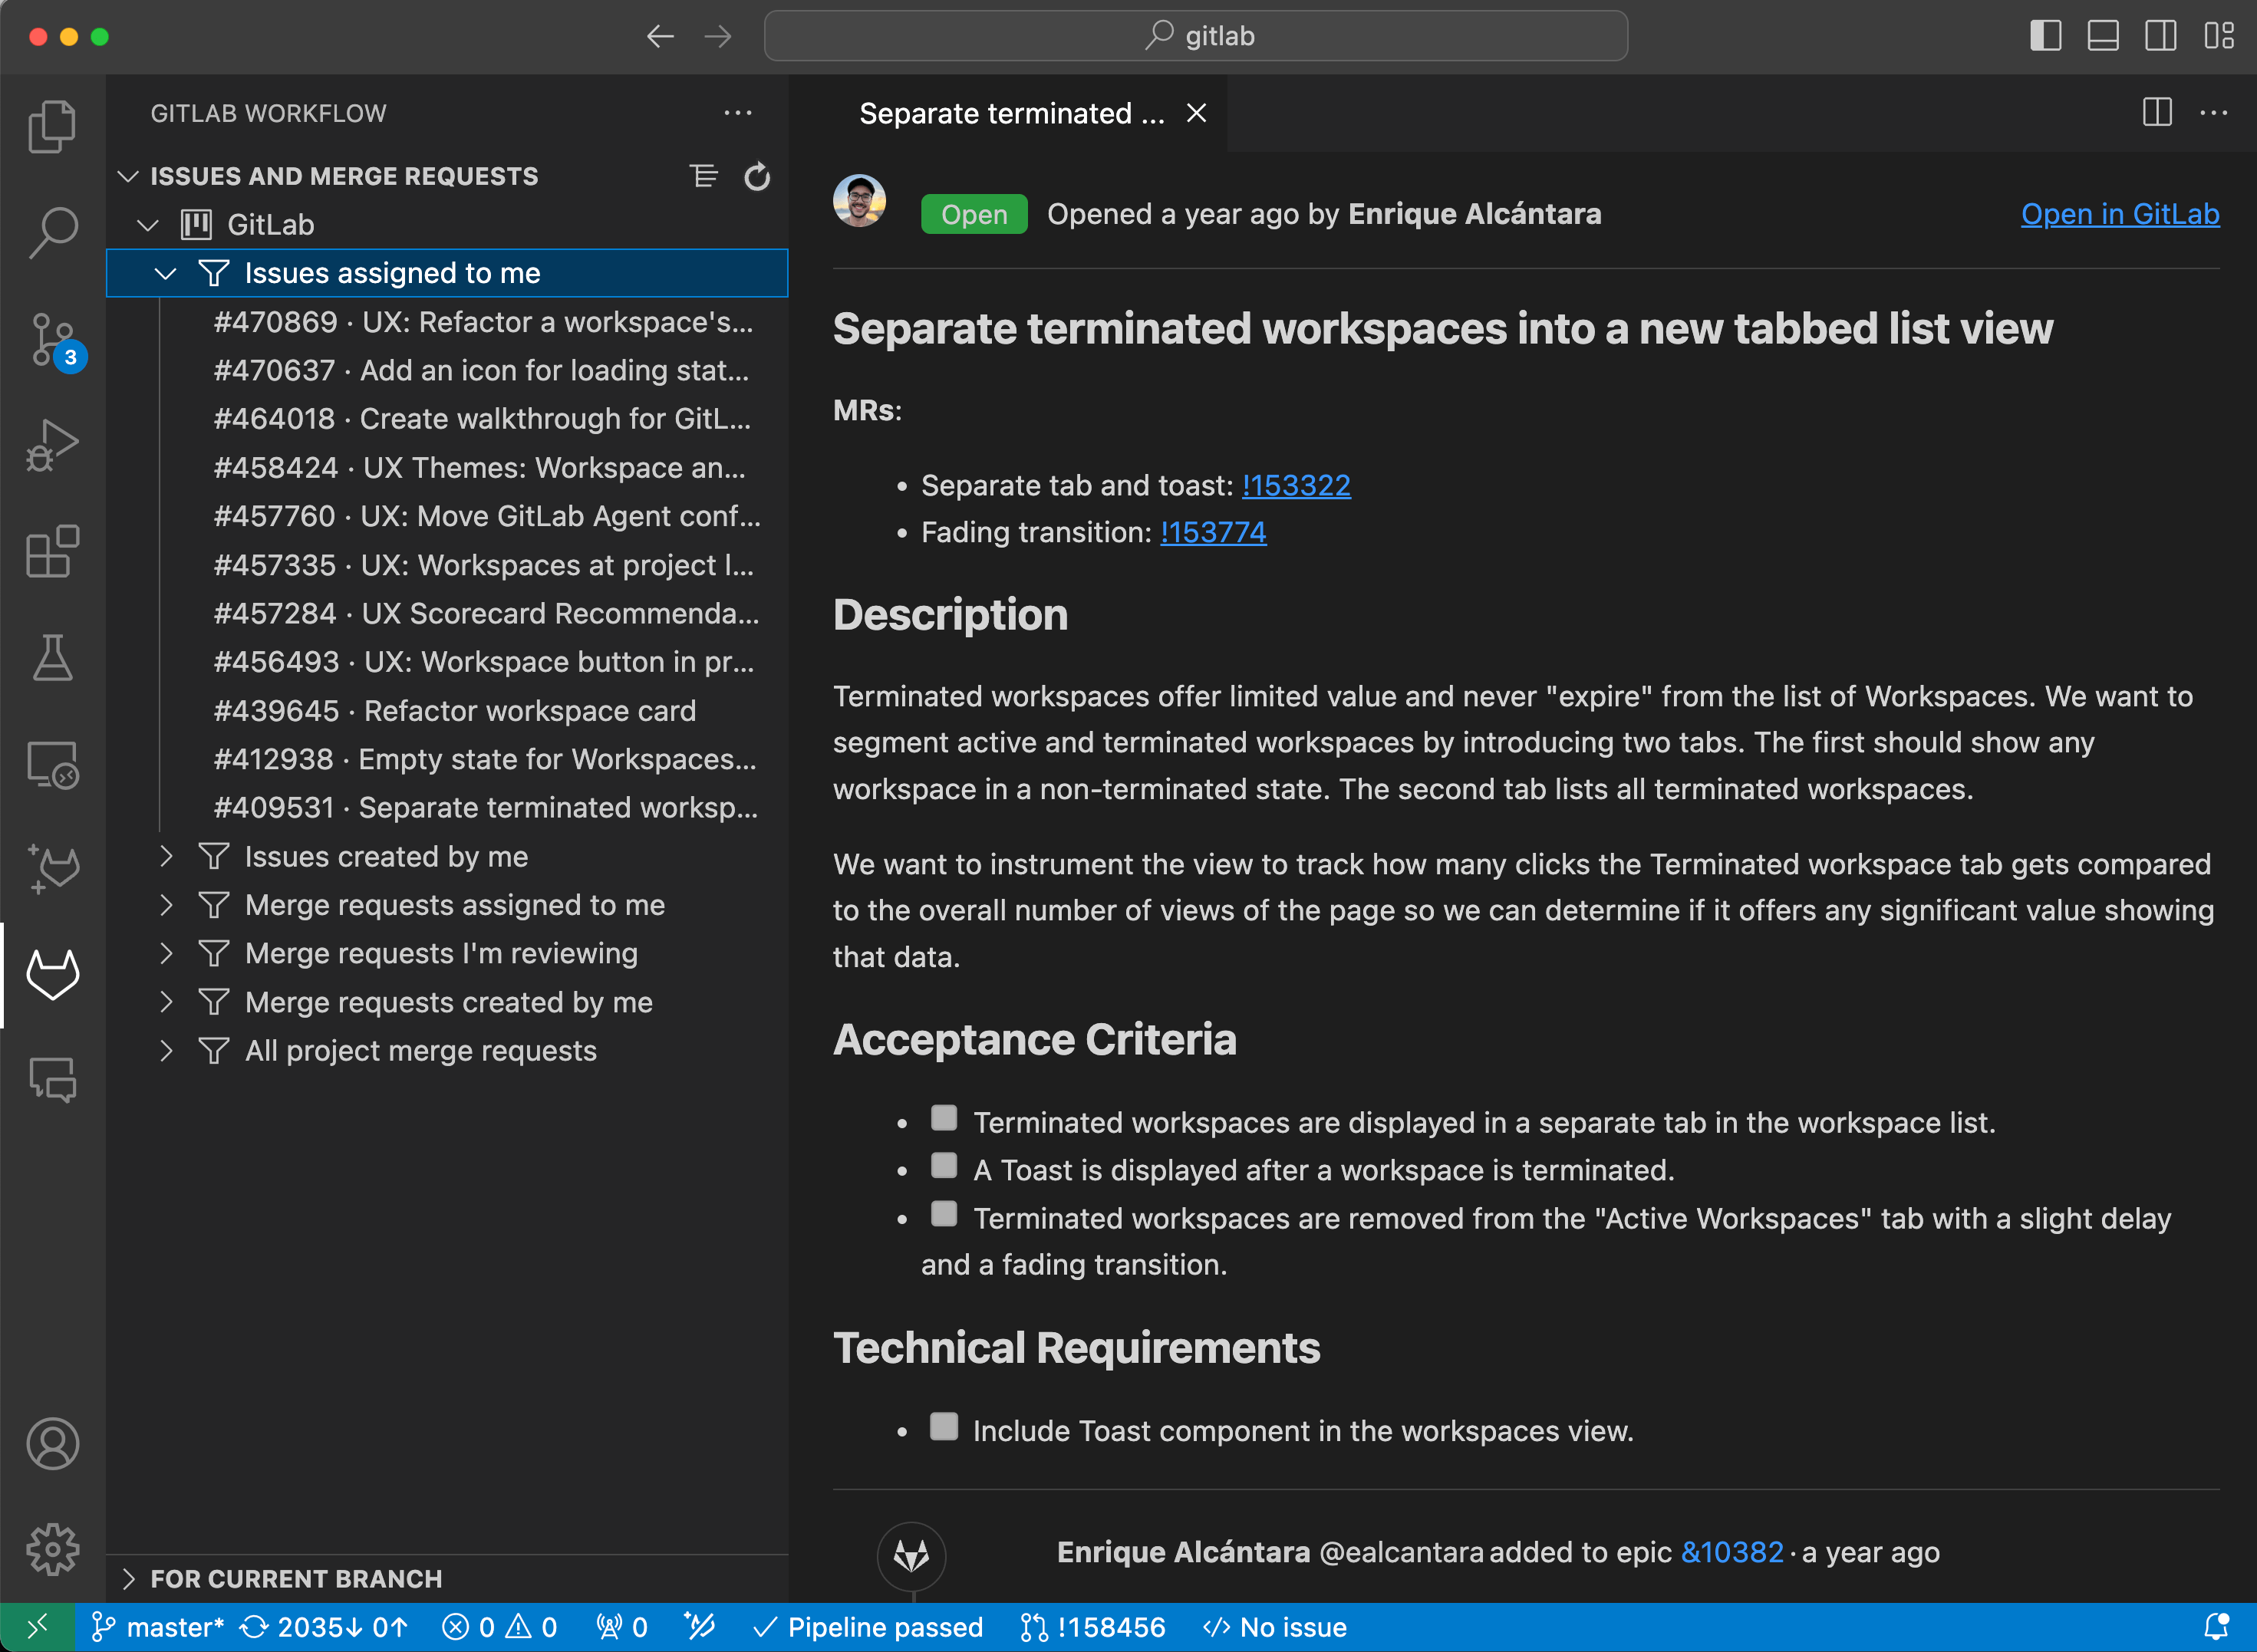 gitlab
GITLAB WORKFLOW
ISSUES AND MERGE REQUESTS
GitLab
Issues assigned to me
#470869 · UX: Refactor a workspace's...
#470637 · Add an icon for loading stat...
#464018 · Create walkthrough for GitL...
#458424 · UX Themes: Workspace an...
#457760 · UX: Move GitLab Agent conf...
#457335 · UX: Workspaces at project l...
#457284 · UX Scorecard Recommenda...
#456493 · UX: Workspace button in pr...
#439645 · Refactor workspace card
#412938 · Empty state for Workspaces...
#409531 · Separate terminated worksp...
Issues created by me
Merge requests assigned to me
Merge requests I'm reviewing
Merge requests created by me
All project merge requests
FOR CURRENT BRANCH
3
Separate terminated ...
Open Opened a year ago by Enrique Alcántara
Open in GitLab
Separate terminated workspaces into a new tabbed list view
MRs:
• Separate tab and toast: !153322
• Fading transition: !153774
Description
Terminated workspaces offer limited value and never "expire" from the list of Workspaces. We want to
segment active and terminated workspaces by introducing two tabs. The first should show any
workspace in a non-terminated state. The second tab lists all terminated workspaces.
We want to instrument the view to track how many clicks the Terminated workspace tab gets compared
to the overall number of views of the page so we can determine if it offers any significant value showing
that data.
Acceptance Criteria
• Terminated workspaces are displayed in a separate tab in the workspace list.
• A Toast is displayed after a workspace is terminated.
• Terminated workspaces are removed from the "Active Workspaces" tab with a slight delay
and a fading transition.
Technical Requirements
• Include Toast component in the workspaces view.
Enrique Alcántara @ealcantara added to epic &10382 · a year ago
master* 2035↓ 0↑ 0 0 0 Pipeline passed !158456 No issue